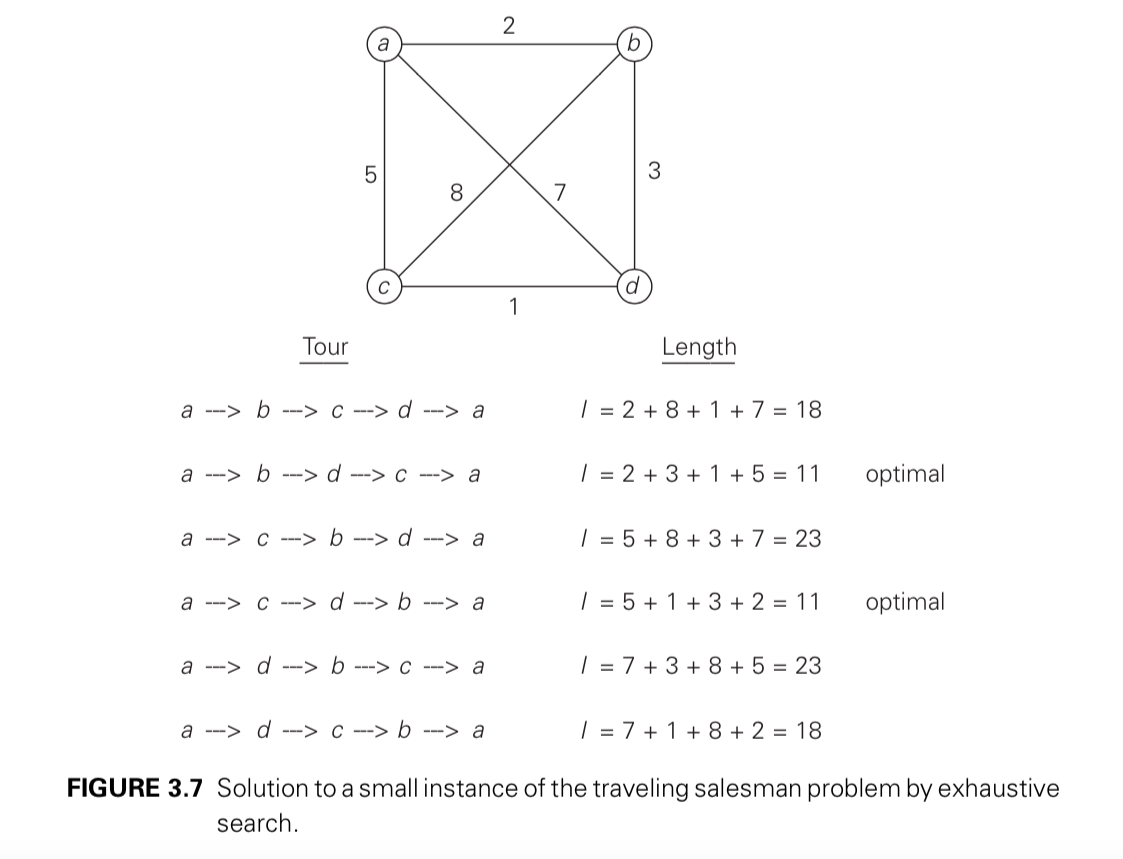 2
a
b
5
8
7
3
c
d
1
Tour Length
a ---> b ---> c ---> d ---> a l = 2 + 8 + 1 + 7 = 18
a ---> b ---> d ---> c ---> a l = 2 + 3 + 1 + 5 = 11 optimal
a ---> c ---> b ---> d ---> a l = 5 + 8 + 3 + 7 = 23
a ---> c ---> d ---> b ---> a l = 5 + 1 + 3 + 2 = 11 optimal
a ---> d ---> b ---> c ---> a l = 7 + 3 + 8 + 5 = 23
a ---> d ---> c ---> b ---> a l = 7 + 1 + 8 + 2 = 18
FIGURE 3.7 Solution to a small instance of the traveling salesman problem by exhaustive
search.